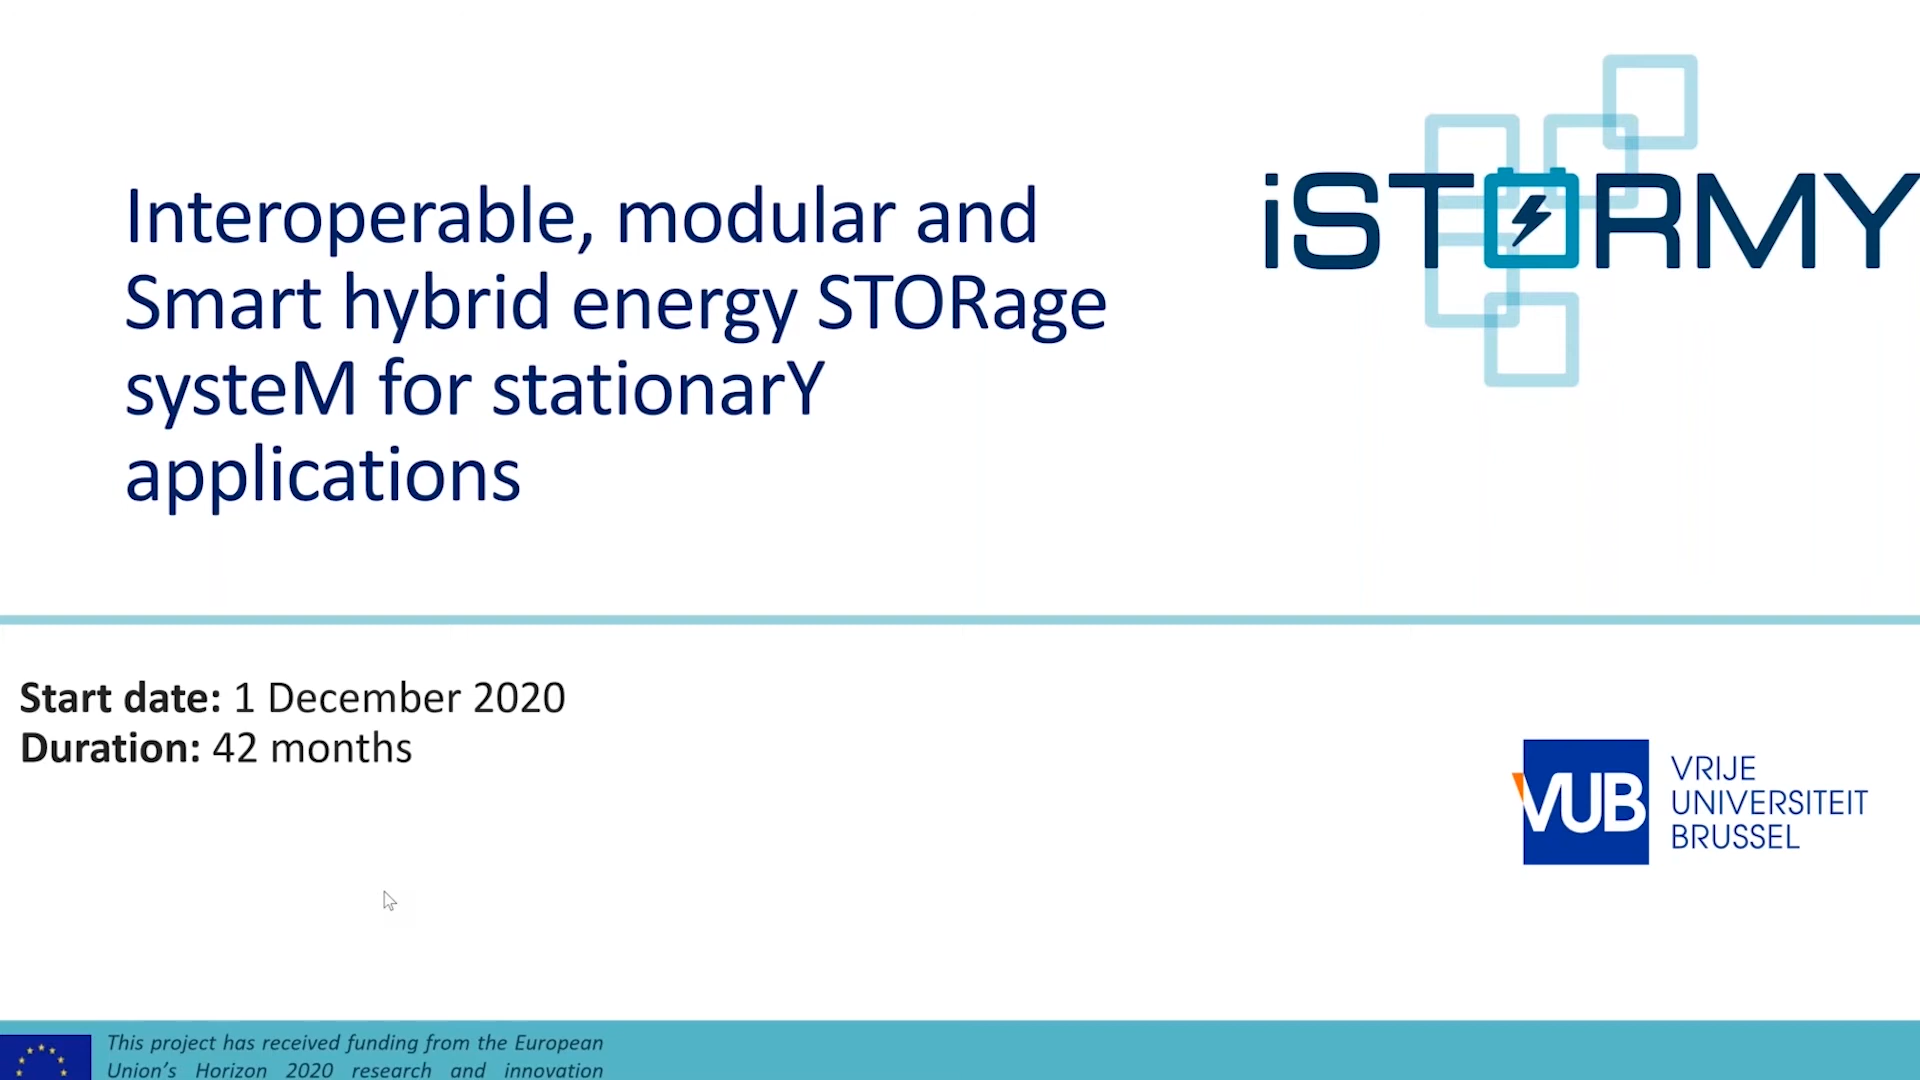 Interoperable, modular and
Smart hybrid energy STORage
systeM for stationarY
applications
iSTORMY
Start date: 1 December 2020
Duration: 42 months
VUB
VRIJE
UNIVERSITEIT
BRUSSEL
This project has received funding from the European
Union's Horizon 2020 research and innovation